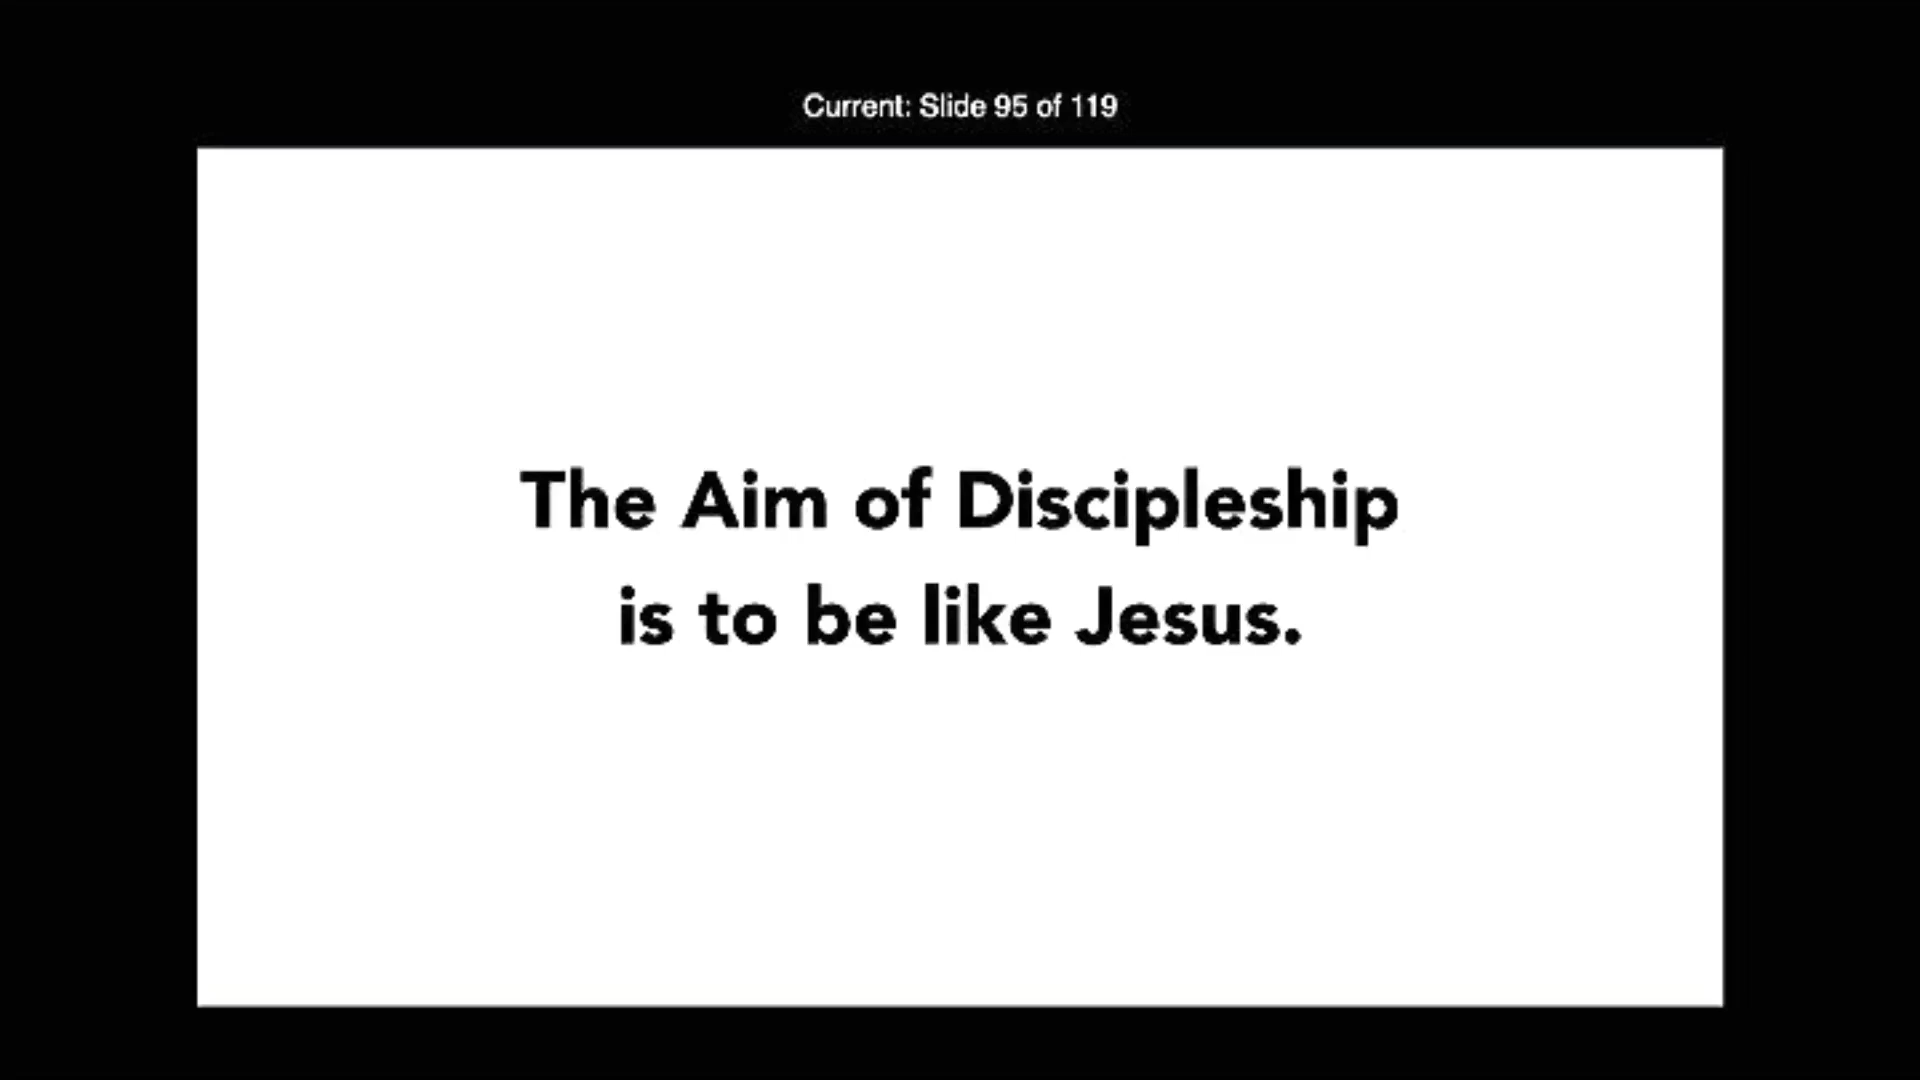 Current: Slide 95 of 119
The Aim of Discipleship
is to be like Jesus.